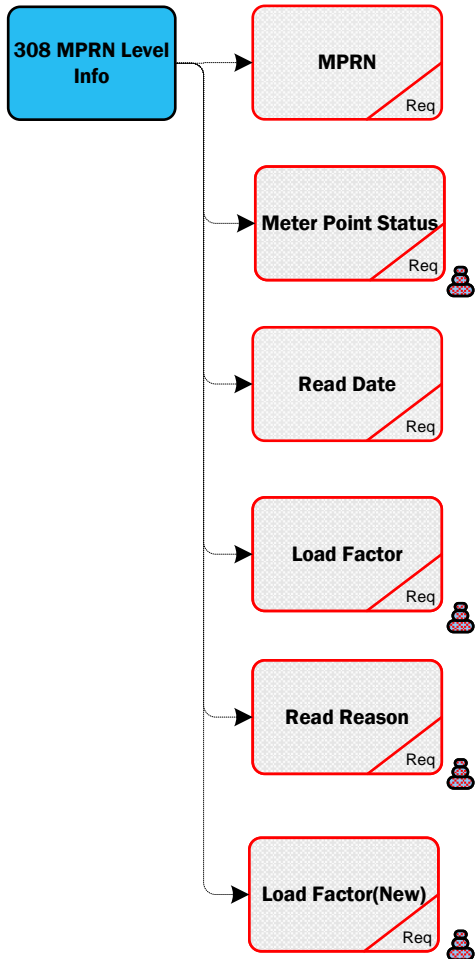 308 MPRN Level
Info
MPRN
Req
Meter Point Status
Req
Read Date
Req
Load Factor
Req
Read Reason
Req
Load Factor(New)
Req